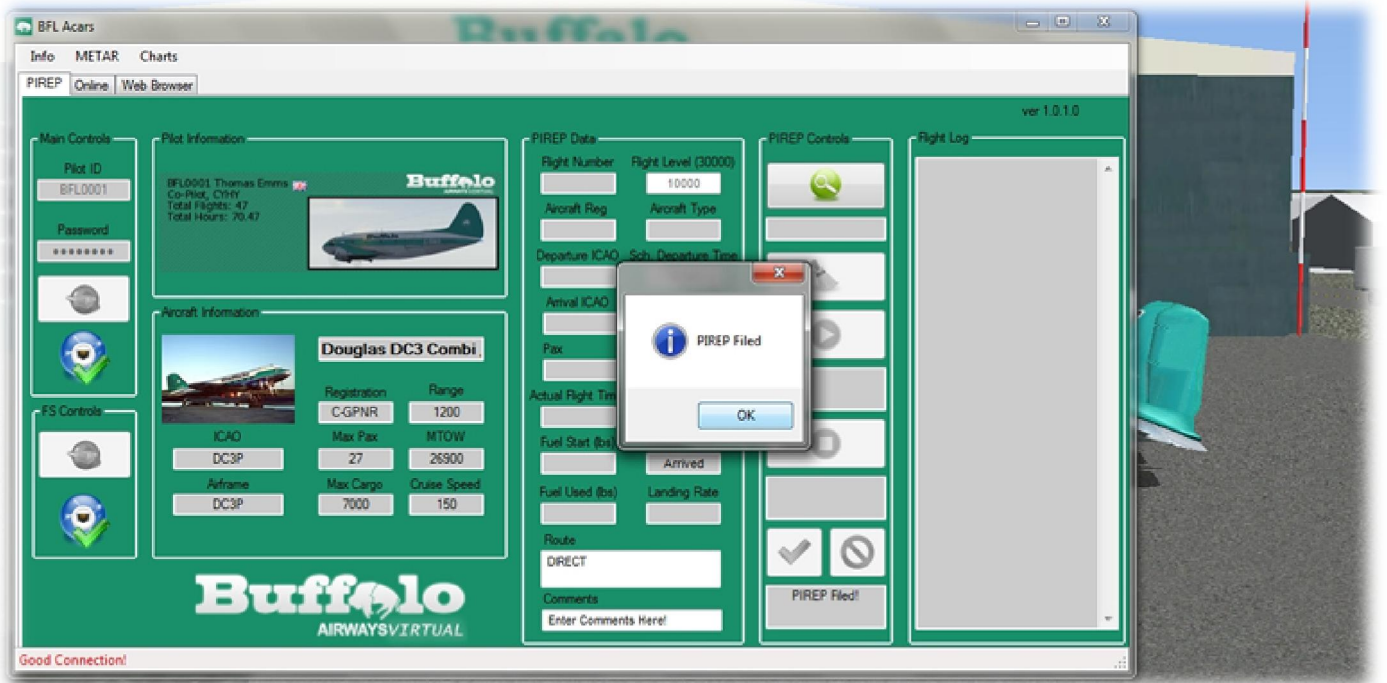 Buffalo
BFL Acars
Info METAR Charts
PIREP Online Web Browser
ver 1.0.1.0
Main Controls
Pilot ID
BFL0001
Password
FS Controls
Pilot Information
BFL0001 Thomas Emms
Co-Pilot, CYHY
Total Flights: 47
Total Hours: 70.47
Buffalo
AIRWAYSVIRTUAL
Aircraft Information
Douglas DC3 Combi
Registration Range
C-GPNR 1200
ICAO Max Pax MTOW
DC3P 27 26900
Airframe Max Cargo Cruise Speed
DC3P 7000 150
Buffalo
AIRWAYSVIRTUAL
PIREP Data
Flight Number Flight Level (30000)
10000
Aircraft Reg Aircraft Type
Departure ICAO Sch. Departure Time
Arrival ICAO
Pax
Actual Flight Tim
Fuel Start (lbs)
Arrived
Fuel Used (lbs) Landing Rate
Route
DIRECT
Comments
Enter Comments Here!
PIREP Filed
OK
PIREP Controls
PIREP Filed!
Flight Log
Good Connection!